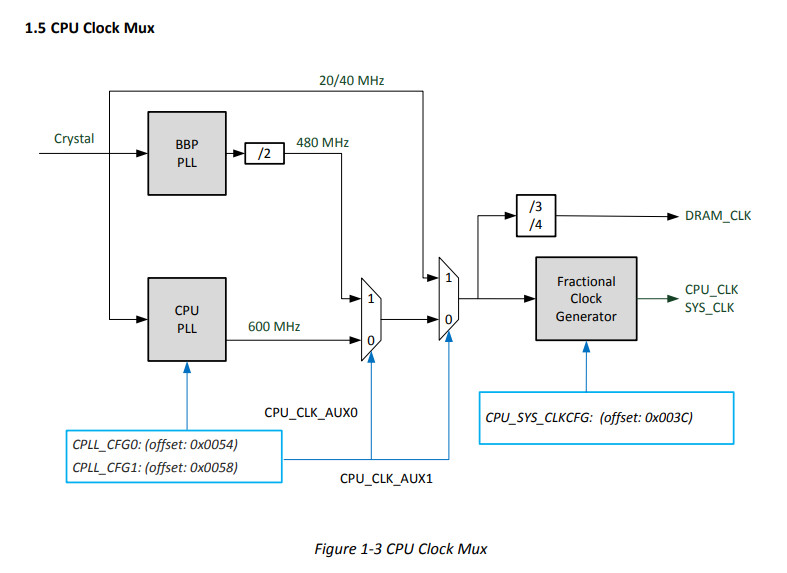 1.5 CPU Clock Mux
20/40 MHz
Crystal
BBP
PLL
/2
480 MHz
/3
/4
DRAM_CLK
1
Fractional
Clock
Generator
CPU_CLK
SYS_CLK
1
0
CPU
PLL
600 MHz
0
CPU_CLK_AUX0
CPU_SYS_CLKCFG: (offset: 0x003C)
CPLL_CFG0: (offset: 0x0054)
CPLL_CFG1: (offset: 0x0058)
CPU_CLK_AUX1
Figure 1-3 CPU Clock Mux